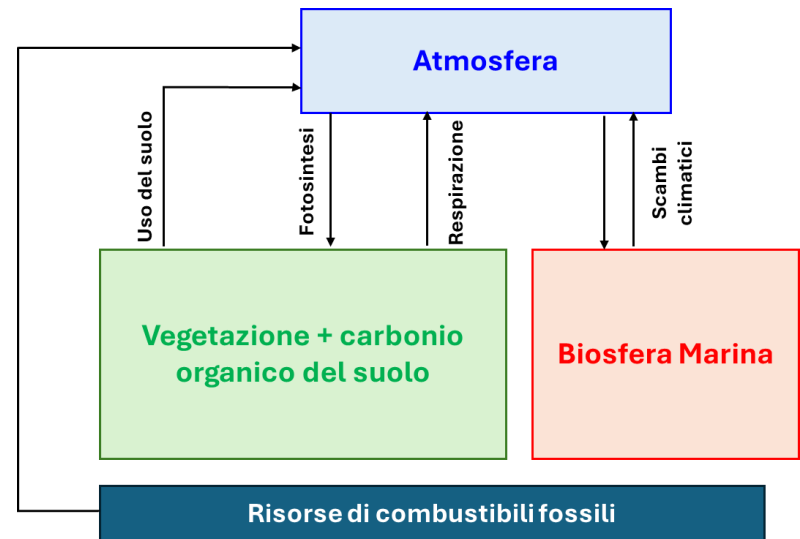 Atmosfera
Uso del suolo
Fotosintesi
Respirazione
Scambi
climatici
Vegetazione + carbonio
organico del suolo
Biosfera Marina
Risorse di combustibili fossili